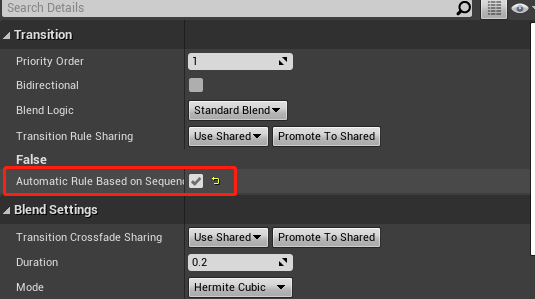 Search Details
Transition
Priority Order 1
Bidirectional
Blend Logic Standard Blend
Transition Rule Sharing Use Shared Promote To Shared
False
Automatic Rule Based on Sequenc
Blend Settings
Transition Crossfade Sharing Use Shared Promote To Shared
Duration 0.2
Mode Hermite Cubic